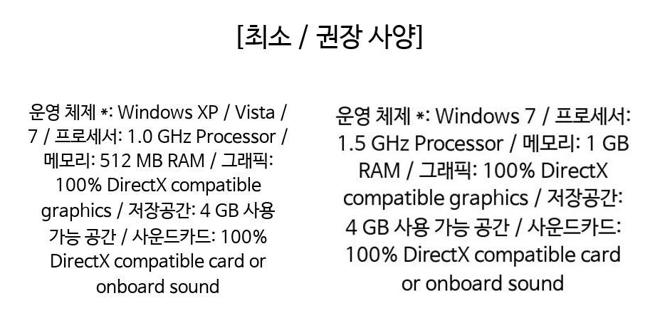 [최소 / 권장 사양]
운영 체제 *: Windows XP / Vista /
7 / 프로세서: 1.0 GHz Processor /
메모리: 512 MB RAM / 그래픽:
100% DirectX compatible
graphics / 저장공간: 4 GB 사용
가능 공간 / 사운드카드: 100%
DirectX compatible card or
onboard sound
운영 체제 *: Windows 7 / 프로세서:
1.5 GHz Processor / 메모리: 1 GB
RAM / 그래픽: 100% DirectX
compatible graphics / 저장공간:
4 GB 사용 가능 공간 / 사운드카드:
100% DirectX compatible card
or onboard sound